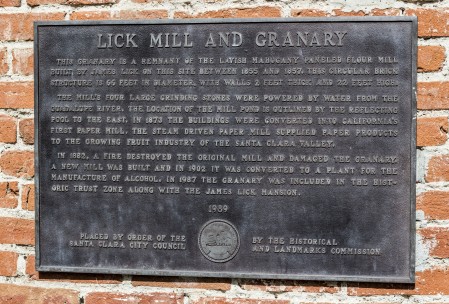 LICK MILL AND GRANARY
THIS GRANARY IS A REMNANT OF THE LAVISH MAHOGANY PANELED FLOUR MILL
BUILT BY JAMES LICK ON THIS SITE BETWEEN 1855 AND 1857. THIS CIRCULAR BRICK
STRUCTURE IS FEET IN DIAMETER, WITH WALLS 2 FEET THICK AND 22 FEET HIGH.
THE MILL'S FOUR LARGE GRINDING STONES WERE POWERED BY WATER FROM THE
GUADALUPE RIVER. THE LOCATION OF THE MILL POND IS OUTLINED BY THE REFLECTING
POOL TO THE EAST. IN 1873 THE BUILDINGS WERE CONVERTED INTO CALIFORNIA'S
FIRST PAPER MILL. THE STEAM DRIVEN PAPER MILL SUPPLIED PAPER PRODUCTS
TO THE GROWING FRUIT INDUSTRY OF THE SANTA CLARA VALLEY.
IN 1882, A FIRE DESTROYED THE ORIGINAL MILL AND DAMAGED THE GRANARY.
A NEW MILL WAS BUILT AND IN 1902 IT WAS CONVERTED TO A PLANT FOR THE
MANUFACTURE OF ALCOHOL. IN 1987 THE GRANARY WAS INCLUDED IN THE HIST-
ORIC TRUST ZONE ALONG WITH THE JAMES LICK MANSION.
1989
PLACED BY ORDER OF THE
SANTA CLARA CITY COUNCIL
BY THE HISTORICAL
AND LANDMARKS COMMISSION